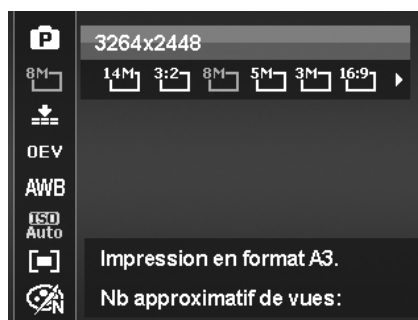 P
3264x2448
8M 14M 3:2 8M 5M 3M 16:9
0EV
AWB
ISO
Auto
Impression en format A3.
N
Nb approximatif de vues: